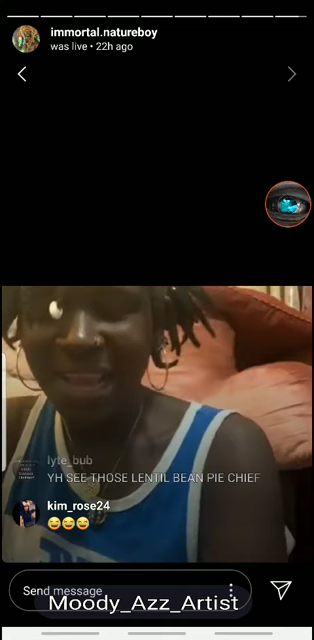 immortal.natureboy
was live • 22h ago
lyte_bub
YH SEE THOSE LENTIL BEAN PIE CHIEF
kim_rose24
😂😂😂
Send message
Moody_Azz_Artist